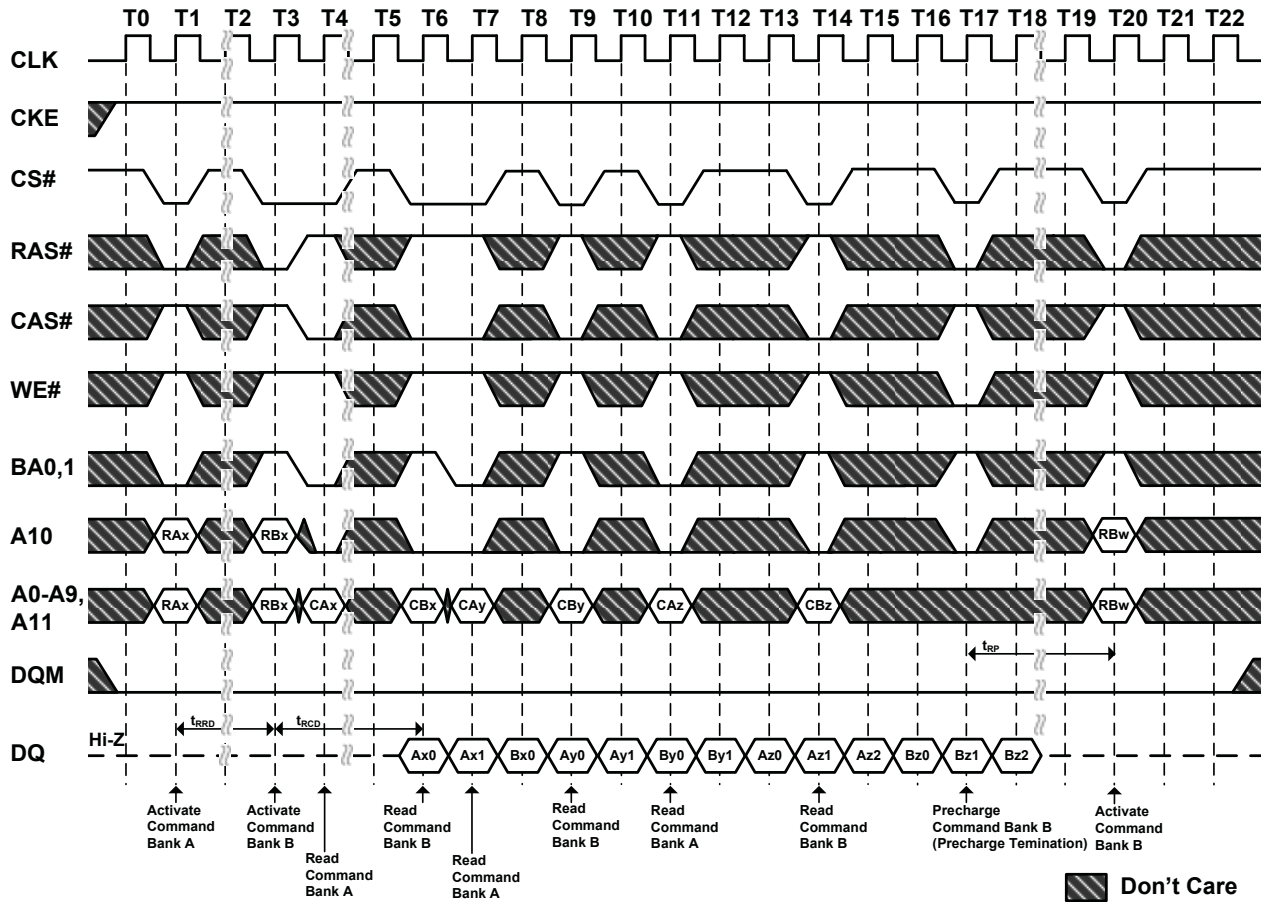 T0 T1 T2 T3 T4 T5 T6 T7 T8 T9 T10 T11 T12 T13 T14 T15 T16 T17 T18 T19 T20 T21 T22
CLK
CKE
CS#
RAS#
CAS#
WE#
BA0,1
A10
RAx RBx RBw
A0-A9,
A11
RAx RBx CAx CBx CAy CBy CAz CBz RBw
tRP
DQM
tRRD tRCD
Hi-Z
DQ
Ax0 Ax1 Bx0 Ay0 Ay1 By0 By1 Az0 Az1 Az2 Bz0 Bz1 Bz2
Activate
Command
Bank A
Activate
Command
Bank B
Read
Command
Bank A
Read
Command
Bank B
Read
Command
Bank A
Read
Command
Bank B
Read
Command
Bank A
Read
Command
Bank B
Precharge
Command Bank B
(Precharge Temination)
Activate
Command
Bank B
Don't Care